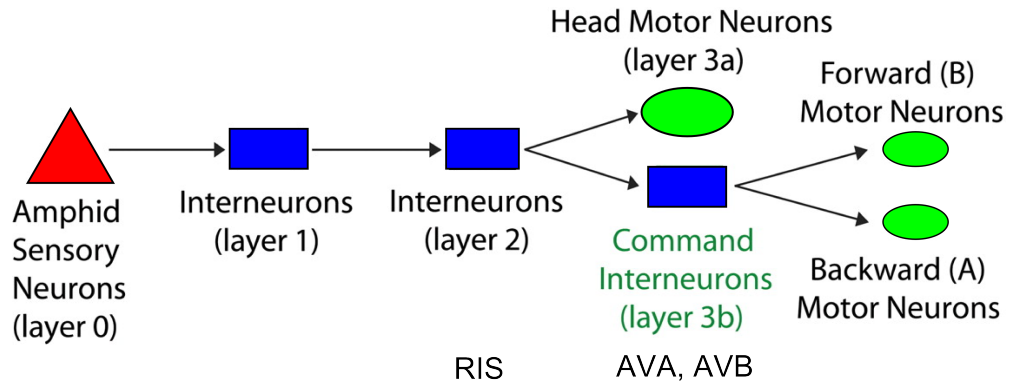 Head Motor Neurons
(layer 3a)
Forward (B)
Motor Neurons
Amphid
Sensory
Neurons
(layer 0)
Interneurons
(layer 1)
Interneurons
(layer 2)
Command
Interneurons
(layer 3b)
Backward (A)
Motor Neurons
RIS
AVA, AVB